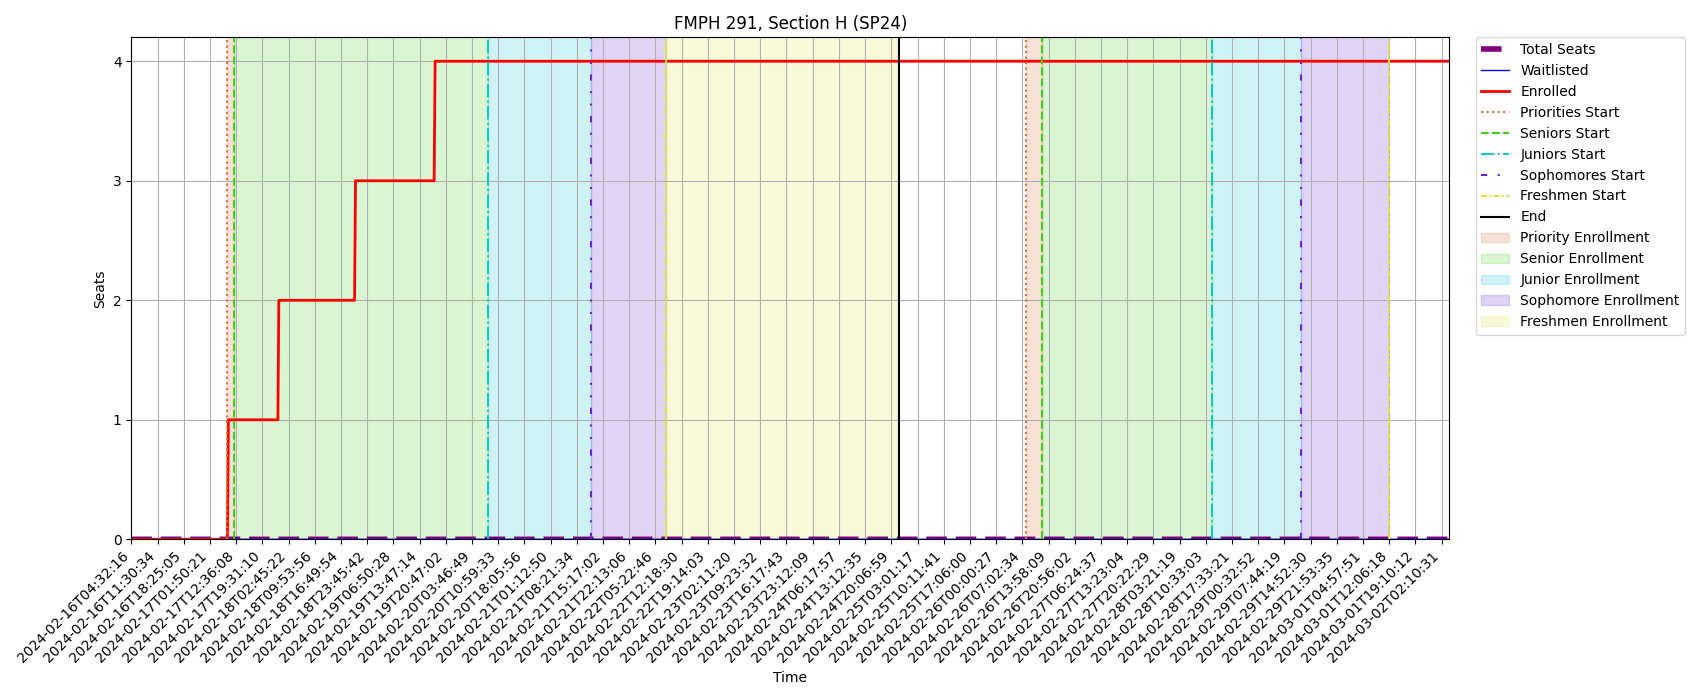 FMPH 291, Section H (SP24)
4
3
2
1
0
Seats
2024-02-16T04:32:16
2024-02-16T11:30:34
2024-02-16T18:25:05
2024-02-17T01:50:21
2024-02-17T12:36:08
2024-02-17T19:31:10
2024-02-18T02:45:22
2024-02-18T09:53:56
2024-02-18T16:49:54
2024-02-18T23:45:42
2024-02-19T06:50:28
2024-02-19T13:47:14
2024-02-19T20:47:02
2024-02-20T03:46:49
2024-02-20T10:59:33
2024-02-20T18:05:56
2024-02-21T01:12:50
2024-02-21T08:21:34
2024-02-21T15:17:02
2024-02-21T22:13:06
2024-02-22T05:22:46
2024-02-22T12:18:30
2024-02-22T19:14:03
2024-02-23T02:11:20
2024-02-23T09:23:32
2024-02-23T16:17:43
2024-02-23T23:12:09
2024-02-24T06:17:57
2024-02-24T13:12:35
2024-02-24T20:06:59
2024-02-25T03:01:17
2024-02-25T10:11:41
2024-02-25T17:06:00
2024-02-26T00:00:27
2024-02-26T07:02:34
2024-02-26T13:58:09
2024-02-26T20:56:02
2024-02-27T06:24:37
2024-02-27T13:23:04
2024-02-27T20:22:29
2024-02-28T03:21:19
2024-02-28T10:33:03
2024-02-28T17:33:21
2024-02-29T00:32:52
2024-02-29T07:44:19
2024-02-29T14:52:30
2024-02-29T21:53:35
2024-03-01T04:57:51
2024-03-01T12:06:18
2024-03-01T19:10:12
2024-03-02T02:10:31
Time
Total Seats
Waitlisted
Enrolled
Priorities Start
Seniors Start
Juniors Start
Sophomores Start
Freshmen Start
End
Priority Enrollment
Senior Enrollment
Junior Enrollment
Sophomore Enrollment
Freshmen Enrollment